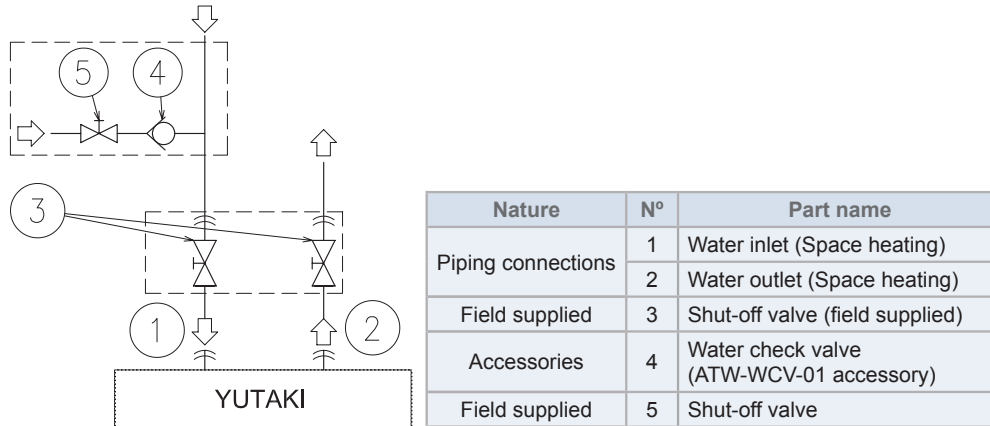 5
4
3
1
2
YUTAKI
Nature Nº Part name
Piping connections 1 Water inlet (Space heating)
2 Water outlet (Space heating)
Field supplied 3 Shut-off valve (field supplied)
Accessories 4 Water check valve
(ATW-WCV-01 accessory)
Field supplied 5 Shut-off valve